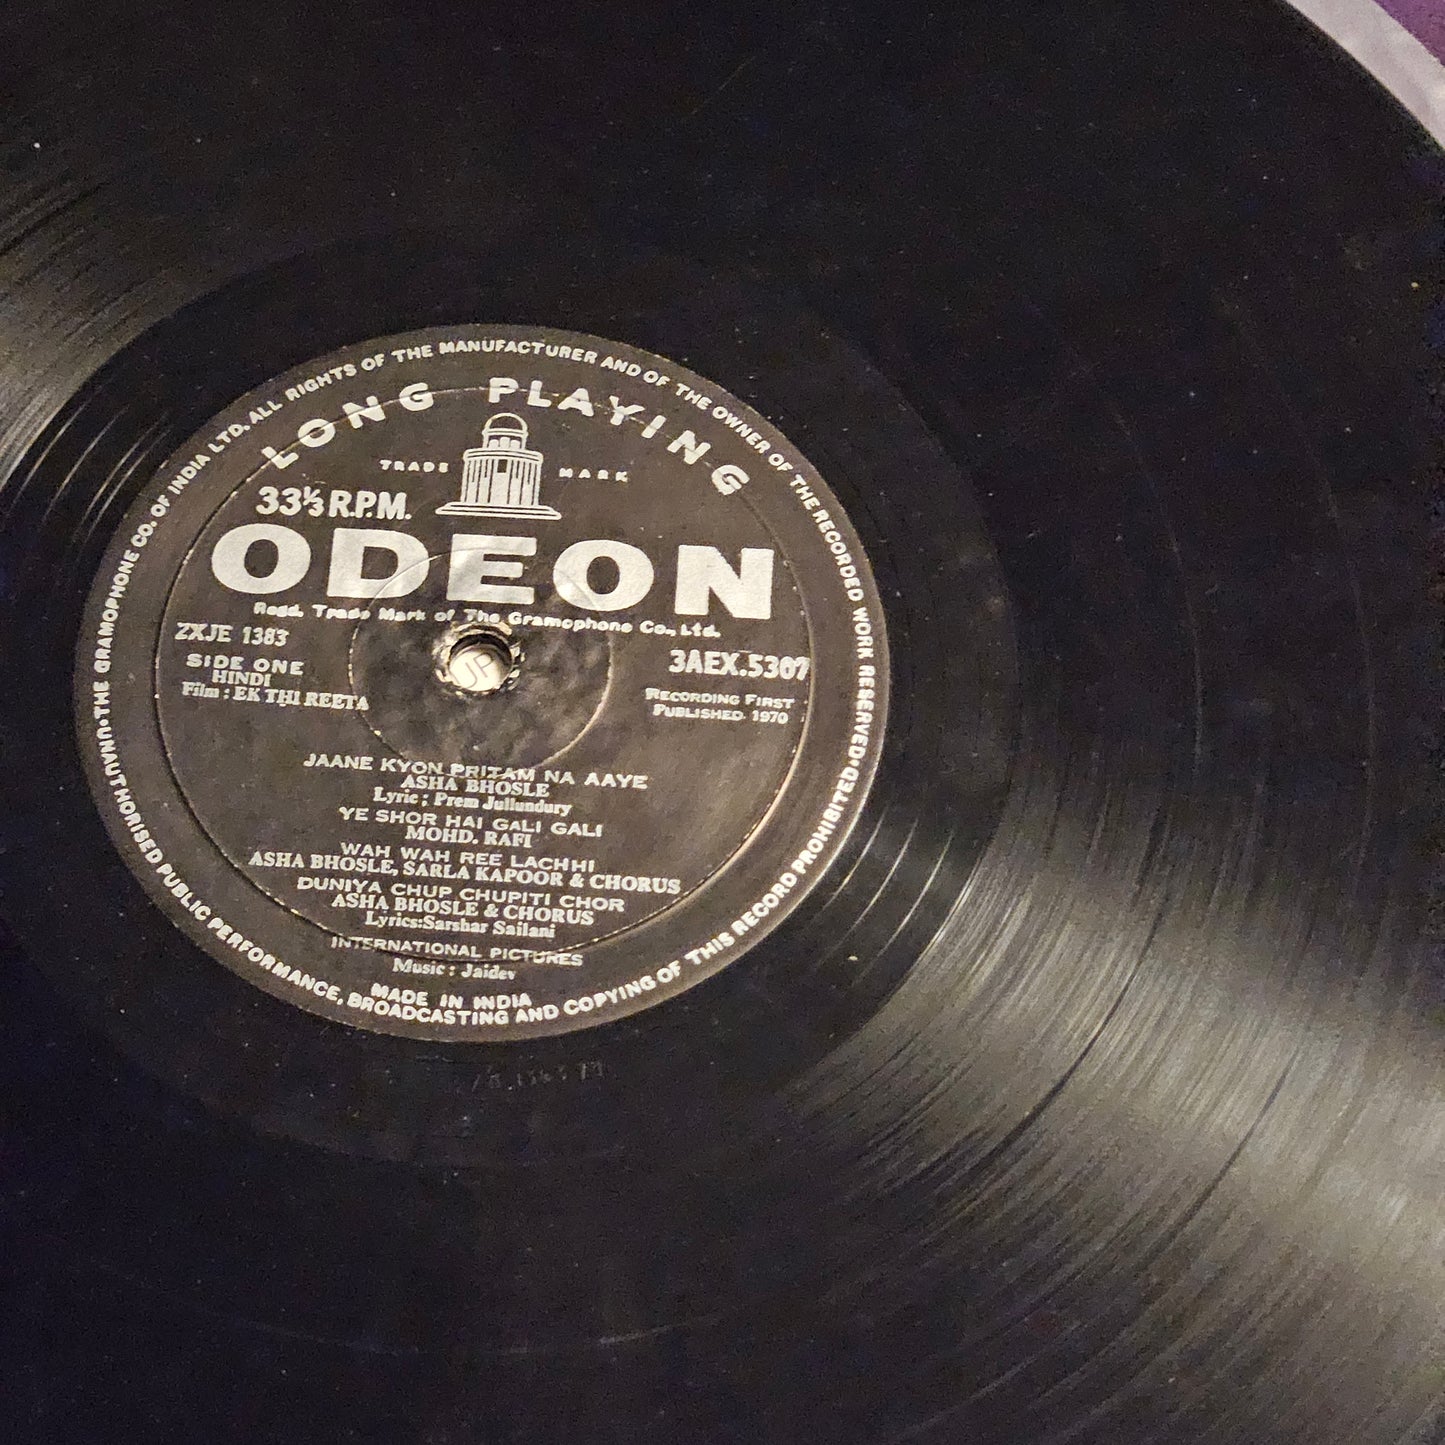 THE GRAMOPHONE CO. OF INDIA LTD. ALL RIGHTS OF THE MANUFACTURER AND OF THE OWNER OF THE RECORDED WORK RESERVED • UNAUTHORISED PUBLIC PERFORMANCE, BROADCASTING AND COPYING OF THIS RECORD PROHIBITED •
LONG PLAYING
TRADE MARK
33⅓ R.P.M.
ODEON
Regd. Trade Mark of The Gramophone Co., Ltd.
2XJE 1383
3AEX.5307
SIDE ONE
HINDI
Film : EK THI REETA
RECORDING FIRST
PUBLISHED 1970
JAANE KYON PRITAM NA AAYE
ASHA BHOSLE
Lyric ; Prem Jullundury
YE SHOR HAI GALI GALI
MOHD. RAFI
WAH WAH REE LACHHI
ASHA BHOSLE, SARLA KAPOOR & CHORUS
DUNIYA CHUP CHUPITI CHOR
ASHA BHOSLE & CHORUS
Lyrics:Sarshar Sailani
INTERNATIONAL PICTURES
Music : Jaidev
MADE IN INDIA